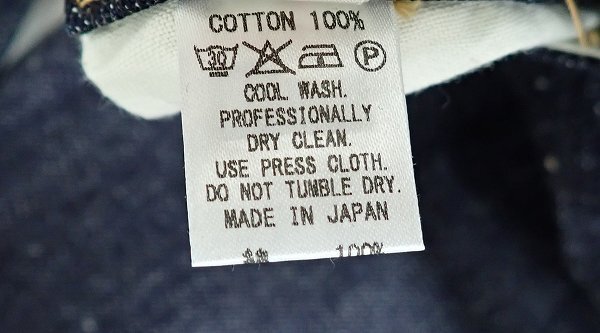 COTTON 100%
30 P
COOL WASH.
PROFESSIONALLY
DRY CLEAN.
USE PRESS CLOTH.
DO NOT TUMBLE DRY.
MADE IN JAPAN
100%